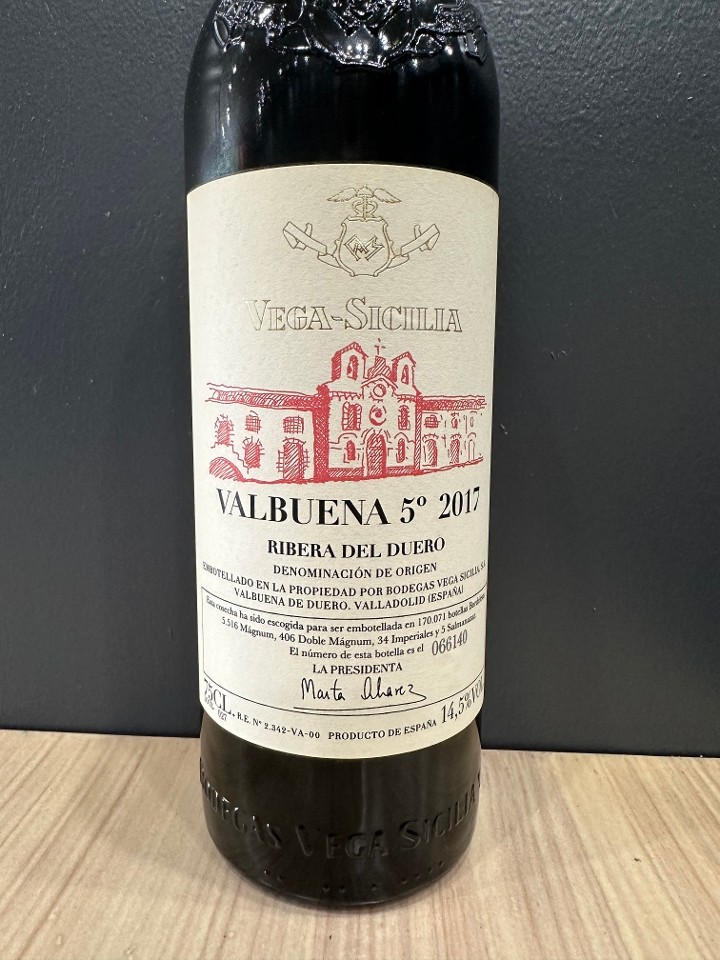 VEGA-SICILIA
VALBUENA 5º 2017
RIBERA DEL DUERO
DENOMINACIÓN DE ORIGEN
EMBOTELLADO EN LA PROPIEDAD POR BODEGAS VEGA SICILIA, S.A.
VALBUENA DE DUERO. VALLADOLID (ESPAÑA)
Esta cosecha ha sido escogida para ser embotellada en 170.071 botellas Bordelesas
5.516 Mágnum, 406 Doble Mágnum, 34 Imperiales y 5 Salmanazar
El número de esta botella es el 066140
LA PRESIDENTA
Marta Alvarez
75CL. R.E. Nº 2.342-VA-00 PRODUCTO DE ESPAÑA 14,5%VOL
BODEGAS VEGA SICILIA